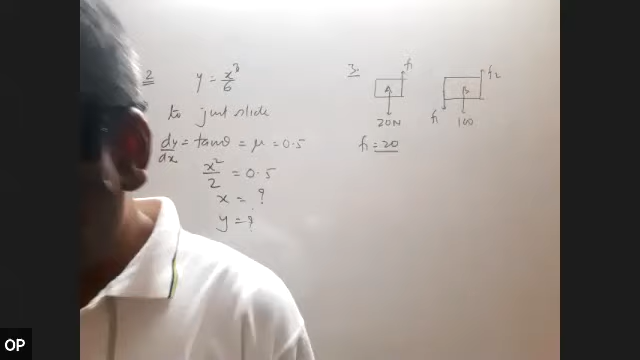 2 y = x³/6
to just slide
dy/dx = tanθ = μ = 0.5
x²/2 = 0.5
x = ?
y = ?
3. A f1 20N
B f2 f1 100
f1 = 20
OP